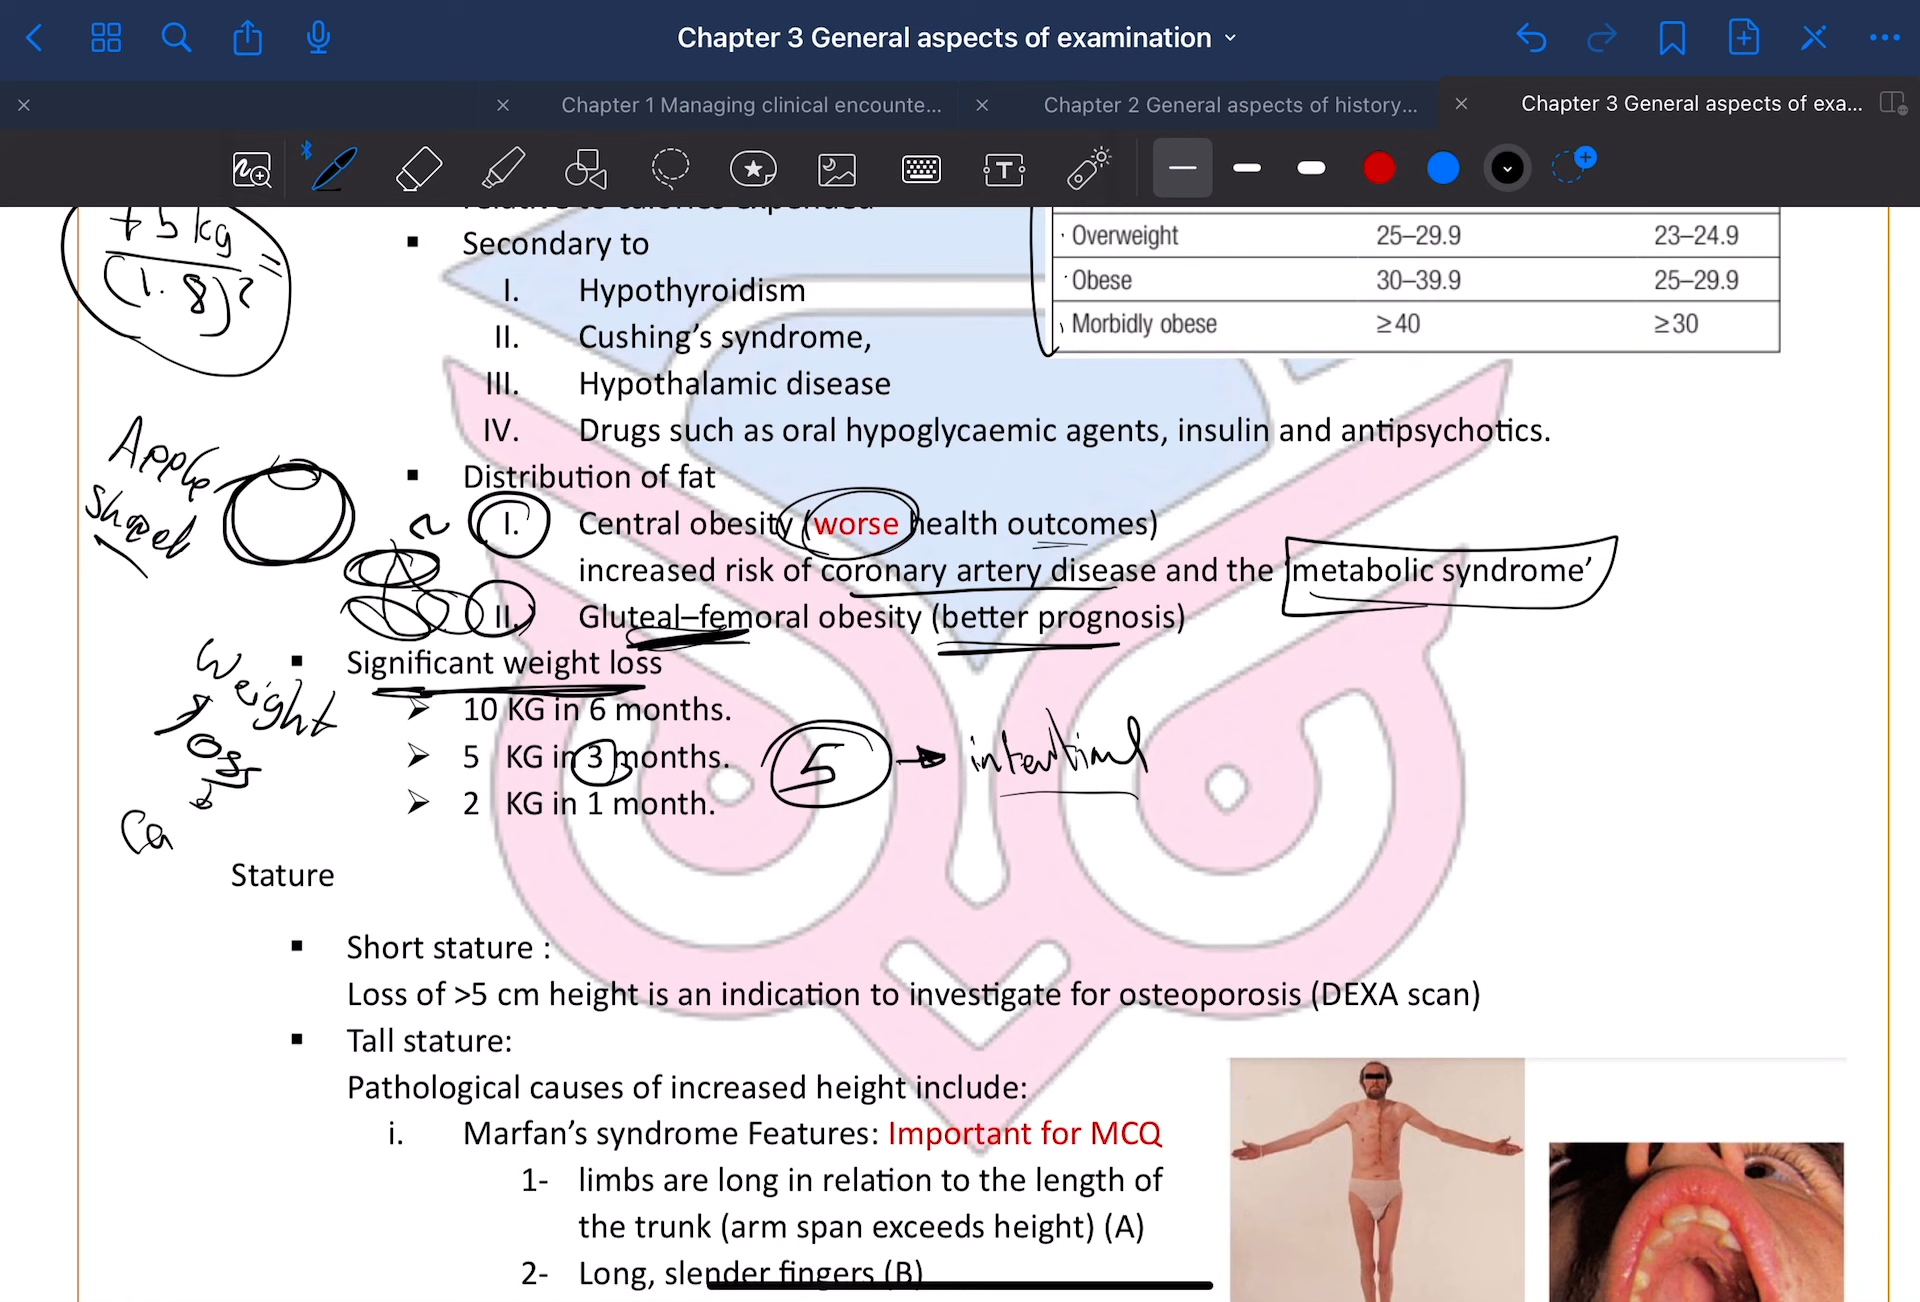 Chapter 3 General aspects of examination
Chapter 1 Managing clinical encounte...
Chapter 2 General aspects of history...
Chapter 3 General aspects of exa...
T
relative to calories expended
Overweight 25–29.9 23–24.9
Obese 30–39.9 25–29.9
Morbidly obese ≥40 ≥30
75 kg
(1.8)² =
Secondary to
I. Hypothyroidism
II. Cushing’s syndrome,
III. Hypothalamic disease
IV. Drugs such as oral hypoglycaemic agents, insulin and antipsychotics.
Apple
shaped
Distribution of fat
I. Central obesity (worse health outcomes)
increased risk of coronary artery disease and the ‘metabolic syndrome’
II. Gluteal–femoral obesity (better prognosis)
Weight
loss
Ca
Significant weight loss
10 KG in 6 months.
5 KG in 3 months.
2 KG in 1 month.
5
Stature
Short stature :
Loss of >5 cm height is an indication to investigate for osteoporosis (DEXA scan)
Tall stature:
Pathological causes of increased height include:
i. Marfan’s syndrome Features: Important for MCQ
1- limbs are long in relation to the length of
the trunk (arm span exceeds height) (A)
2- Long, slender fingers (B)